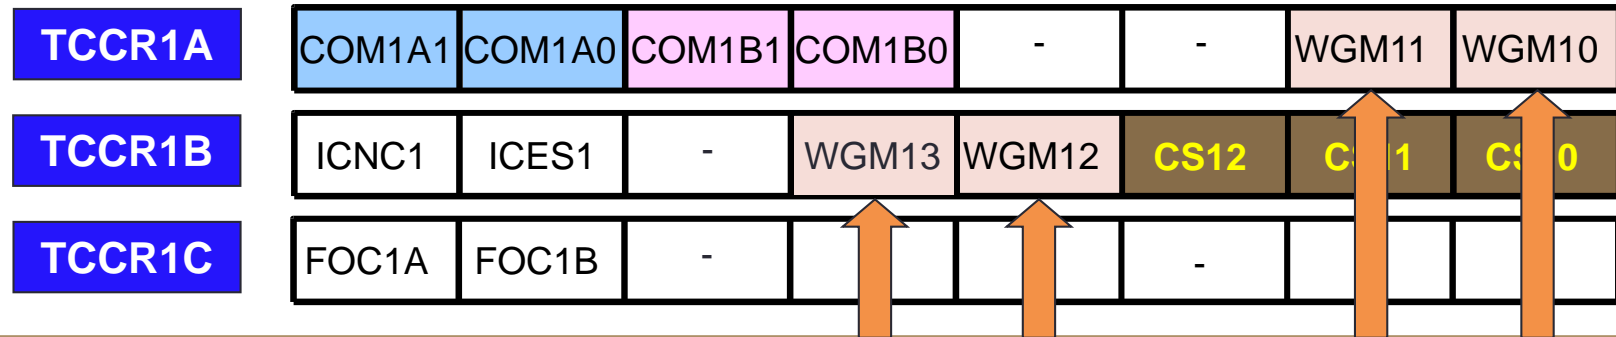 TCCR1A COM1A1 COM1A0 COM1B1 COM1B0 - - WGM11 WGM10
TCCR1B ICNC1 ICES1 - WGM13 WGM12 CS12
TCCR1C FOC1A FOC1B - -